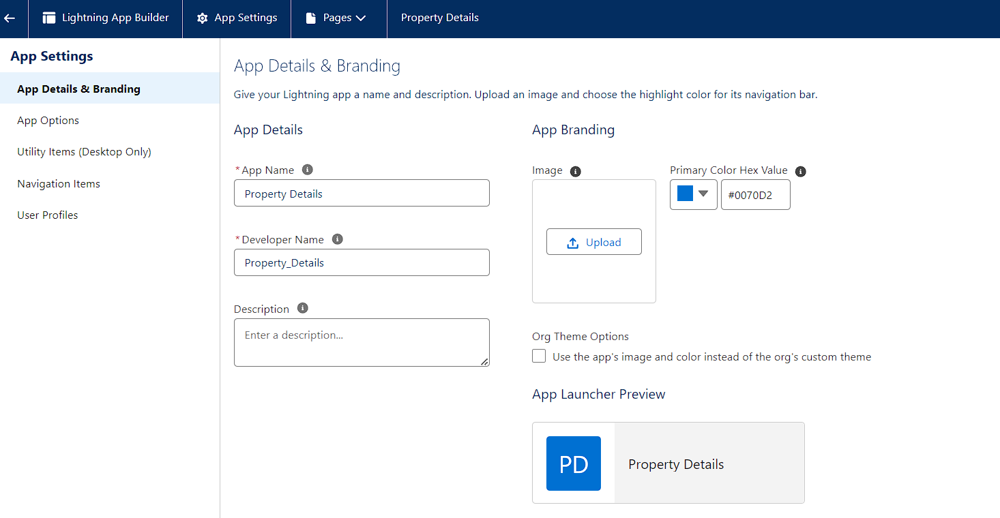 Lightning App Builder
App Settings
Pages
Property Details
App Settings
App Details & Branding
App Options
Utility Items (Desktop Only)
Navigation Items
User Profiles
App Details & Branding
Give your Lightning app a name and description. Upload an image and choose the highlight color for its navigation bar.
App Details
*App Name
Property Details
*Developer Name
Property_Details
Description
Enter a description...
App Branding
Image
Upload
Primary Color Hex Value
#0070D2
Org Theme Options
Use the app's image and color instead of the org's custom theme
App Launcher Preview
PD
Property Details